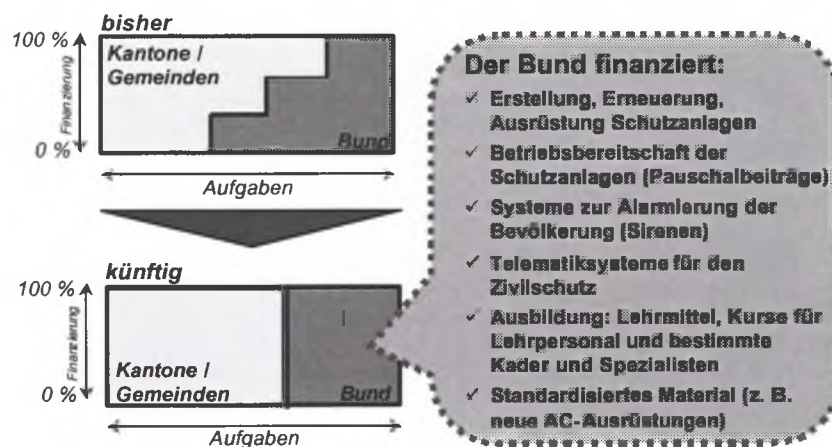 bisher
100 %
Finanzierung
0 %
Kantone /
Gemeinden
Bund
Aufgaben
künftig
100 %
Finanzierung
0 %
Kantone /
Gemeinden
Bund
Aufgaben
Der Bund finanziert:
✓ Erstellung, Erneuerung,
Ausrüstung Schutzanlagen
✓ Betriebsbereitschaft der
Schutzanlagen (Pauschalbeiträge)
✓ Systeme zur Alarmierung der
Bevölkerung (Sirenen)
✓ Telematiksysteme für den
Zivilschutz
✓ Ausbildung: Lehrmittel, Kurse für
Lehrpersonal und bestimmte
Kader und Spezialisten
✓ Standardisiertes Material (z. B.
neue AC-Ausrüstungen)